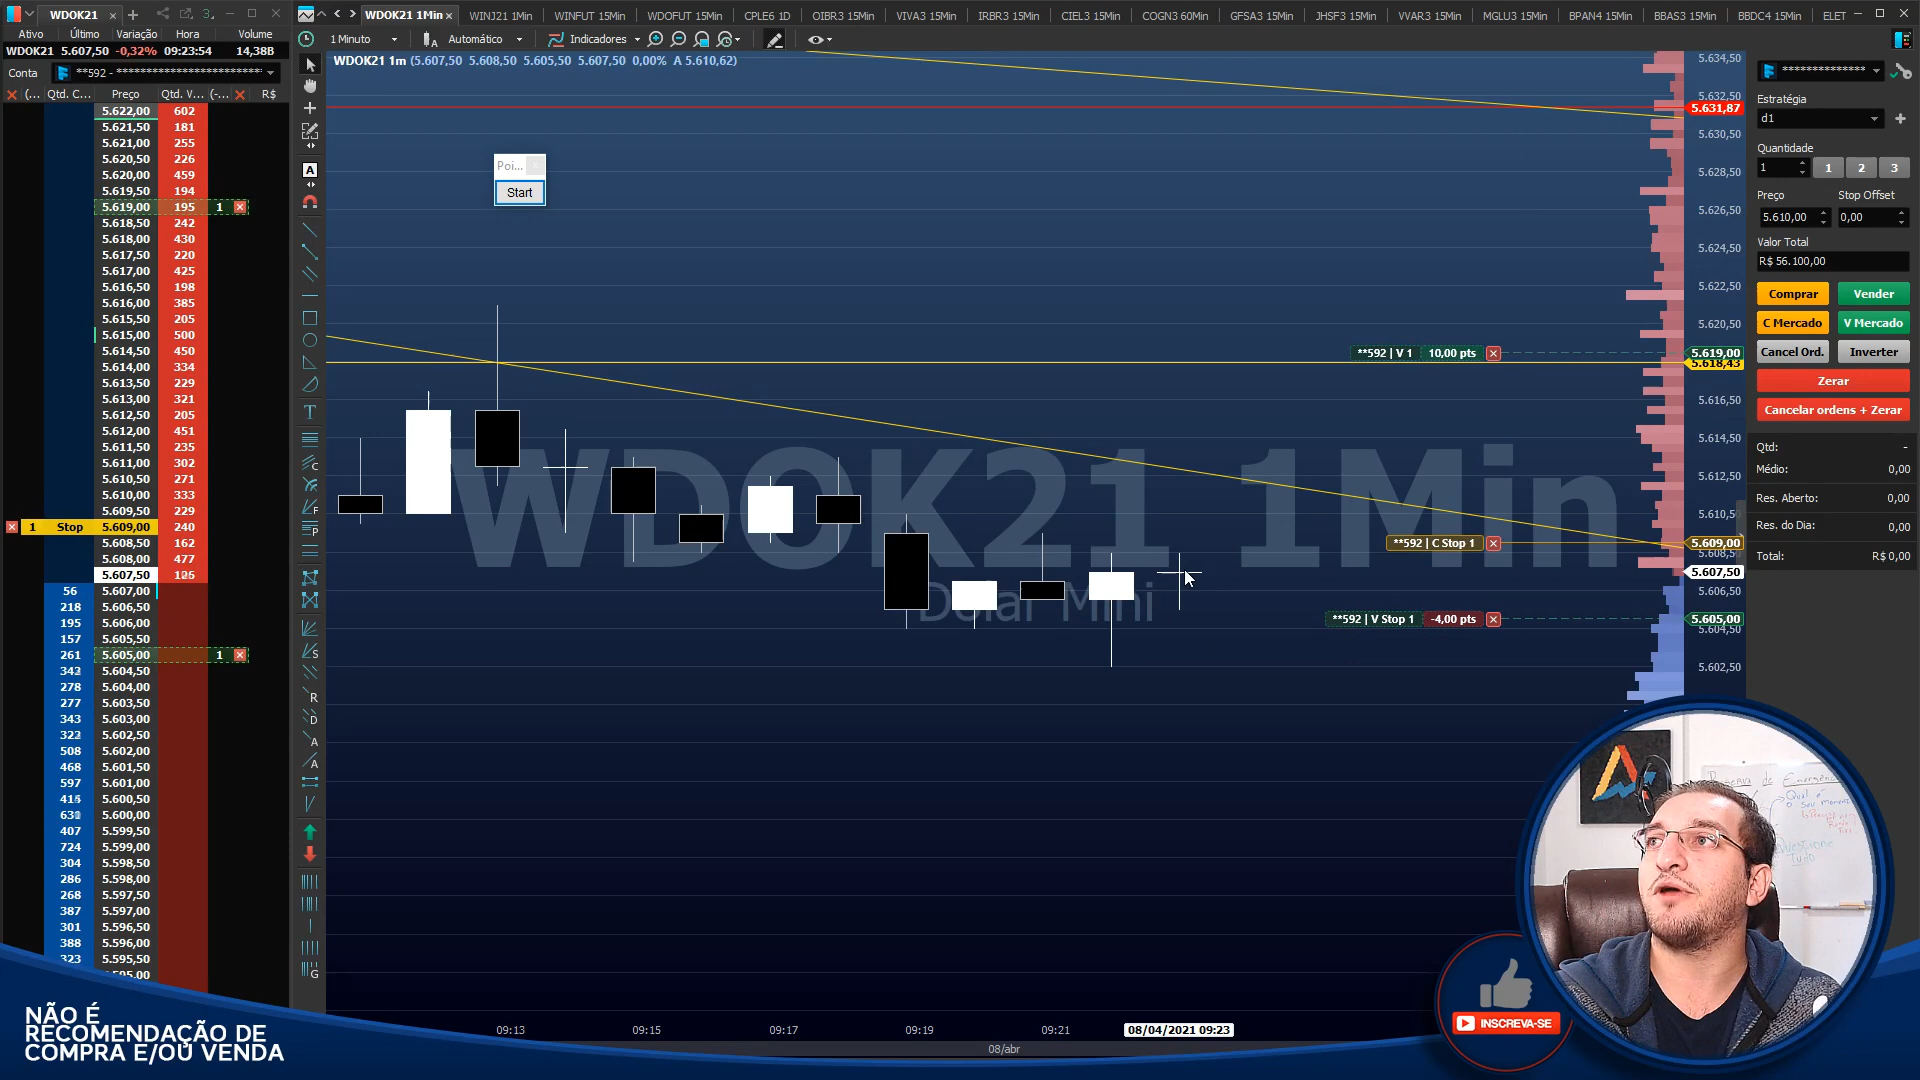 WDOK21
Ativo Último Variação Hora Volume
WDOK21 5.607,50 -0,32% 09:23:54 14,38B
Conta **592 - ************************
(... Qtd. C... Preço Qtd. V... (-... R$
5.622,00 602
5.621,50 181
5.621,00 255
5.620,50 226
5.620,00 459
5.619,50 194
5.619,00 195 1
5.618,50 242
5.618,00 430
5.617,50 220
5.617,00 425
5.616,50 198
5.616,00 385
5.615,50 205
5.615,00 500
5.614,50 450
5.614,00 334
5.613,50 229
5.613,00 321
5.612,50 205
5.612,00 451
5.611,50 235
5.611,00 302
5.610,50 271
5.610,00 333
5.609,50 229
1 Stop 5.609,00 240
5.608,50 162
5.608,00 477
5.607,50
56 5.607,00
218 5.606,50
195 5.606,00
157 5.605,50
261 5.605,00 1
5.604,50
278 5.604,00
277 5.603,50
343 5.603,00
5.602,50
508 5.602,00
468 5.601,50
597 5.601,00
5.600,50
5.600,00
407 5.599,50
724 5.599,00
304 5.598,50
286 5.598,00
268 5.597,50
387 5.597,00
301 5.596,50
388 5.596,00
323 5.595,50
5.595,00
WDOK21 1Min WINJ21 1Min WINFUT 15Min WDOFUT 15Min CPLE6 1D OIBR3 15Min VIVA3 15Min IRBR3 15Min CIEL3 15Min COGN3 60Min GFSA3 15Min JHSF3 15Min VVAR3 15Min MGLU3 15Min BPAN4 15Min BBAS3 15Min BBDC4 15Min ELET
1 Minuto Automático Indicadores
WDOK21 1m (5.607,50 5.608,50 5.605,50 5.607,50 0,00% A 5.610,62)
Poi...
Start
WDOK21 1Min
Dólar Mini
**592 | V 1 10,00 pts
**592 | C Stop 1
**592 | V Stop 1 -4,00 pts
5.634,50
5.632,50
5.631,87
5.630,50
5.628,50
5.626,50
5.624,50
5.622,50
5.620,50
5.619,00
5.618,43
5.616,50
5.614,50
5.612,50
5.610,50
5.609,00
5.608,50
5.607,50
5.606,50
5.605,00
5.604,50
5.602,50
09:13 09:15 09:17 09:19 09:21 08/04/2021 09:23
08/abr
**************
Estratégia
d1
Quantidade
1 1 2 3
Preço Stop Offset
5.610,00 0,00
Valor Total
R$ 56.100,00
Comprar Vender
C Mercado V Mercado
Cancel Ord. Inverter
Zerar
Cancelar ordens + Zerar
Qtd: -
Médio: 0,00
Res. Aberto: 0,00
Res. do Dia: 0,00
Total: R$ 0,00
Reserva de Emergência
Qual é
o seu momento
Tudo
INSCREVA-SE
NÃO É
RECOMENDAÇÃO DE
COMPRA E/OU VENDA